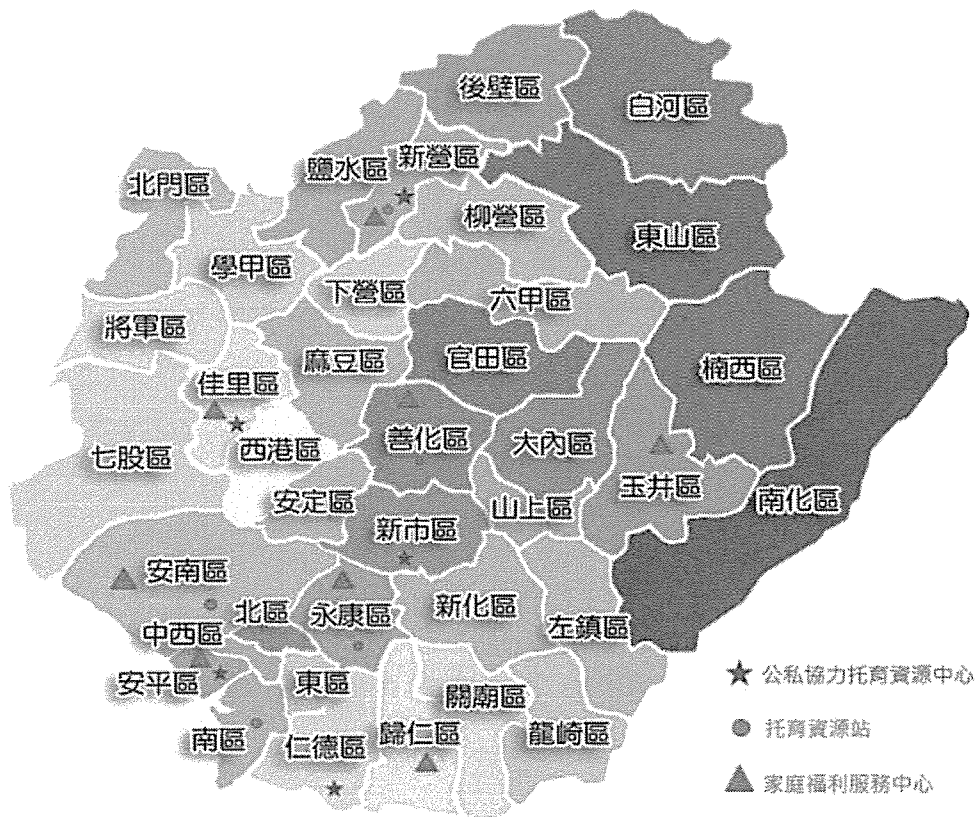 後壁區
白河區
新營區
鹽水區
北門區
柳營區
東山區
學甲區
下營區
六甲區
將軍區
麻豆區
官田區
楠西區
佳里區
善化區
大內區
西港區
七股區
玉井區
安定區
山上區
南化區
新市區
安南區
北區
永康區
新化區
左鎮區
中西區
安平區
東區
關廟區
南區
仁德區
歸仁區
龍崎區
公私協力托育資源中心
托育資源站
家庭福利服務中心